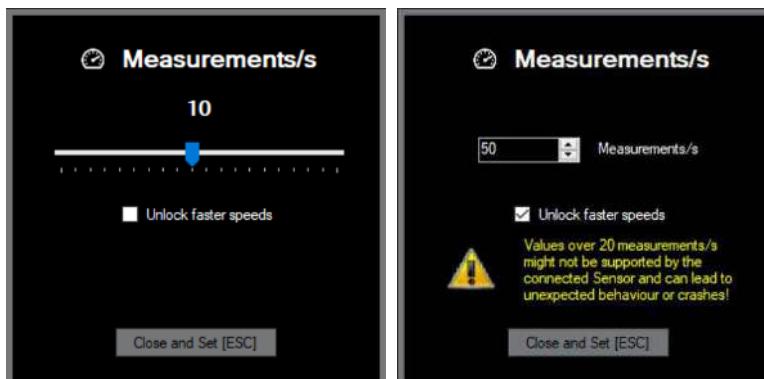 Measurements/s
10
Unlock faster speeds
Close and Set [ESC]
Measurements/s
50 Measurements/s
Unlock faster speeds
Values over 20 measurements/s
might not be supported by the
connected Sensor and can lead to
unexpected behaviour or crashes!
Close and Set [ESC]